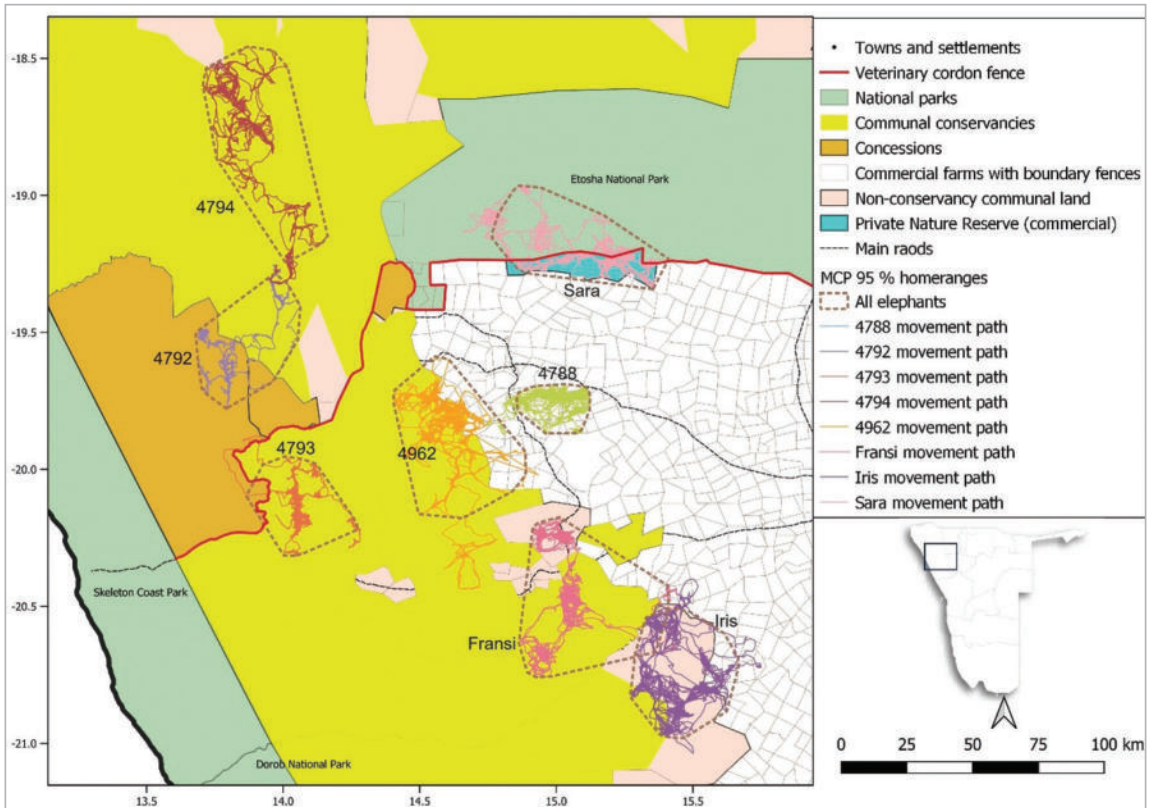 -18.5
-19.0
-19.5
-20.0
-20.5
-21.0
13.5
14.0
14.5
15.0
15.5
Etosha National Park
4794
Sara
4792
4788
4793
4962
Skeleton Coast Park
Fransi
Iris
Dorob National Park
Towns and settlements
Veterinary cordon fence
National parks
Communal conservancies
Concessions
Commercial farms with boundary fences
Non-conservancy communal land
Private Nature Reserve (commercial)
Main raods
MCP 95 % homeranges
All elephants
4788 movement path
4792 movement path
4793 movement path
4794 movement path
4962 movement path
Fransi movement path
Iris movement path
Sara movement path
0 25 50 75 100 km